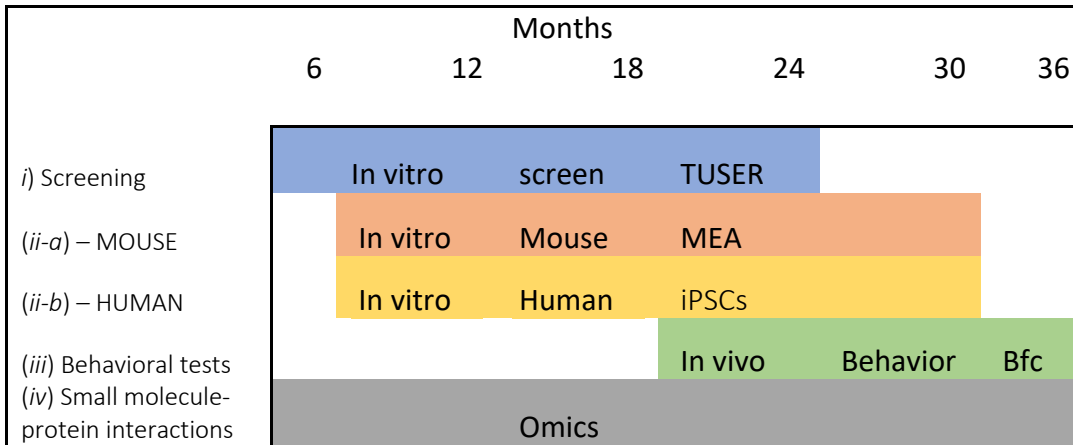 Months
6 12 18 24 30 36
i) Screening In vitro screen TUSER
(ii-a) – MOUSE In vitro Mouse MEA
(ii-b) – HUMAN In vitro Human iPSCs
(iii) Behavioral tests In vivo Behavior Bfc
(iv) Small molecule-
protein interactions Omics